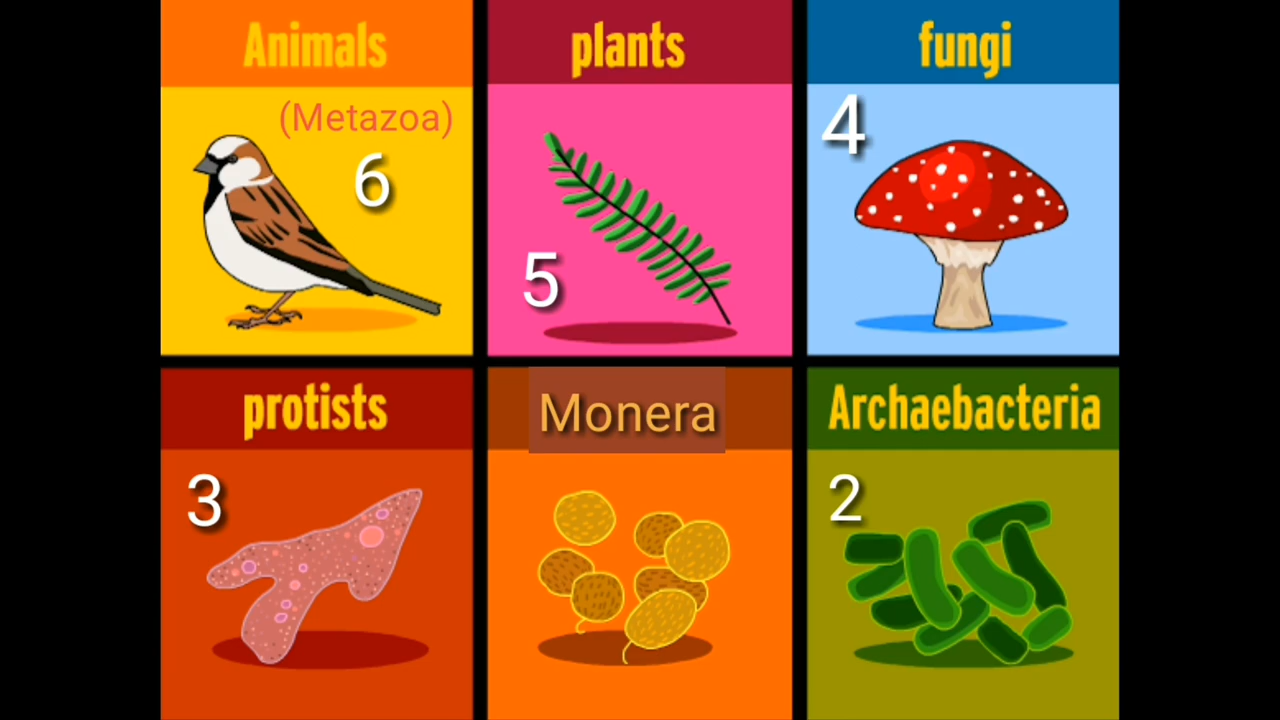 Animals
plants
fungi
(Metazoa)
6
5
4
protists
Monera
Archaebacteria
3
2